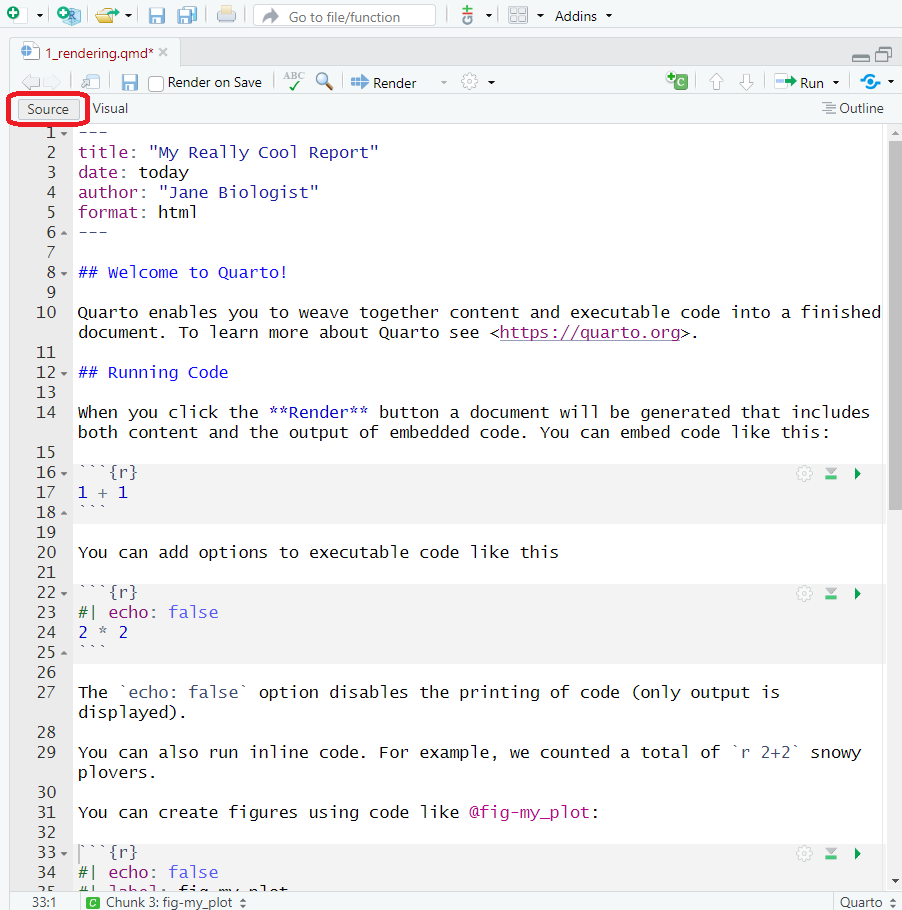 Go to file/function
Addins
1_rendering.qmd*
Render on Save
ABC
Render
Run
Source
Visual
Outline
1 ---
2 title: "My Really Cool Report"
3 date: today
4 author: "Jane Biologist"
5 format: html
6 ---
7
8 ## Welcome to Quarto!
9
10 Quarto enables you to weave together content and executable code into a finished
document. To learn more about Quarto see <https://quarto.org>.
11
12 ## Running Code
13
14 When you click the **Render** button a document will be generated that includes
both content and the output of embedded code. You can embed code like this:
15
16 ```{r}
17 1 + 1
18 ```
19
20 You can add options to executable code like this
21
22 ```{r}
23 #| echo: false
24 2 * 2
25 ```
26
27 The `echo: false` option disables the printing of code (only output is
displayed).
28
29 You can also run inline code. For example, we counted a total of `r 2+2` snowy
plovers.
30
31 You can create figures using code like @fig-my_plot:
32
33 ```{r}
34 #| echo: false
35 #| label: fig-my_plot
33:1
C Chunk 3: fig-my_plot
Quarto